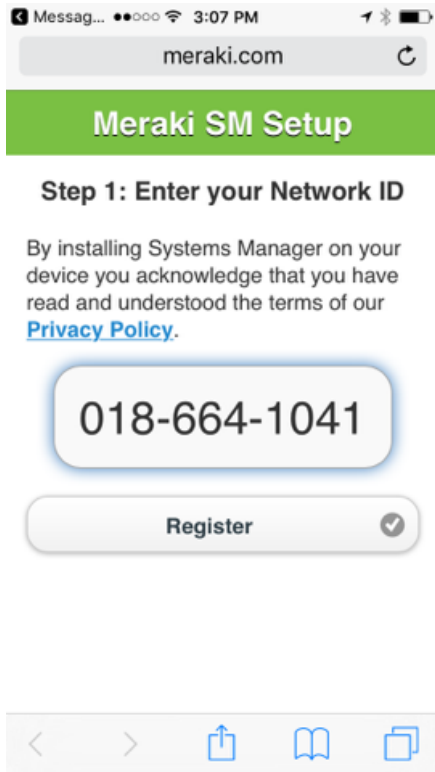 Messag... 3:07 PM
meraki.com
Meraki SM Setup
Step 1: Enter your Network ID
By installing Systems Manager on your
device you acknowledge that you have
read and understood the terms of our
Privacy Policy.
018-664-1041
Register